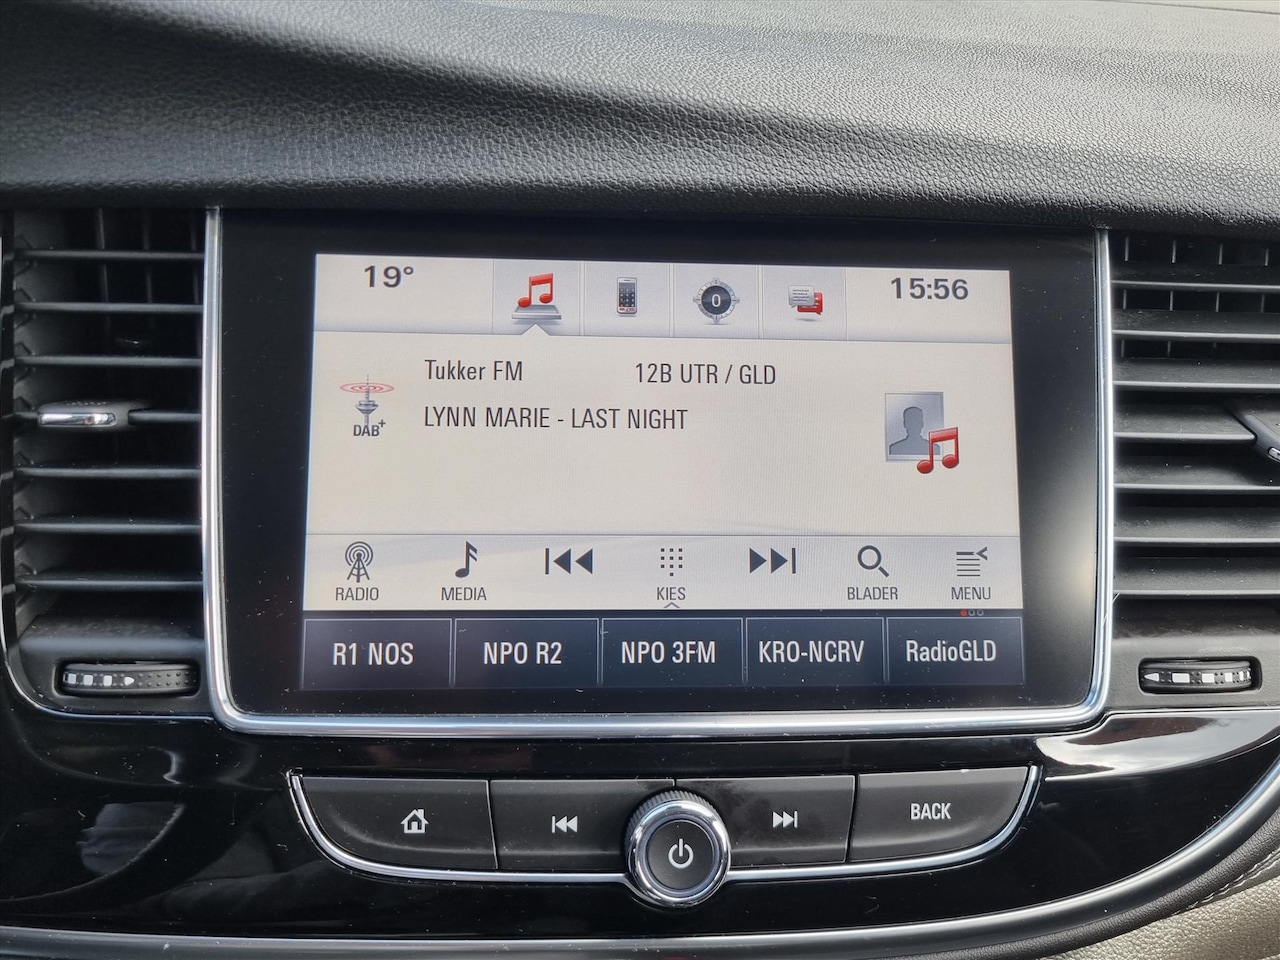 19° 15:56
0
Tukker FM 12B UTR / GLD
LYNN MARIE - LAST NIGHT
DAB+
RADIO MEDIA KIES BLADER MENU
R1 NOS NPO R2 NPO 3FM KRO-NCRV RadioGLD
BACK